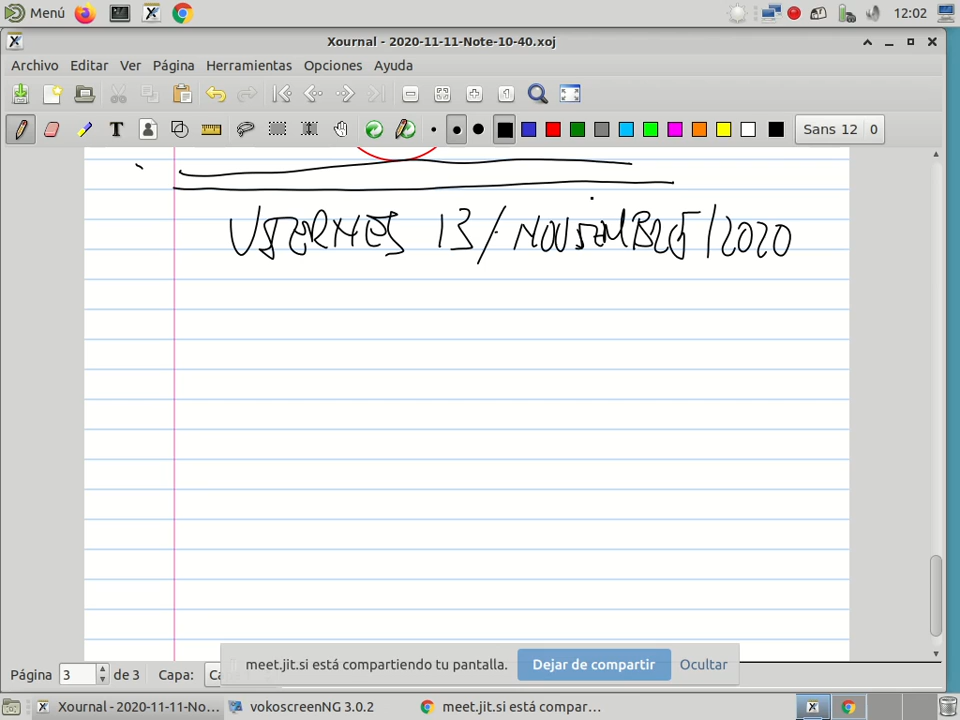 Menú
12:02
Xournal - 2020-11-11-Note-10-40.xoj
Archivo Editar Ver Página Herramientas Opciones Ayuda
T
Sans 12 0
VIERNES 13/NOVIEMBRE/2020
meet.jit.si está compartiendo tu pantalla. Dejar de compartir Ocultar
Página 3 de 3 Capa: Ca
Xournal - 2020-11-11-No... vokoscreenNG 3.0.2 meet.jit.si está compar...